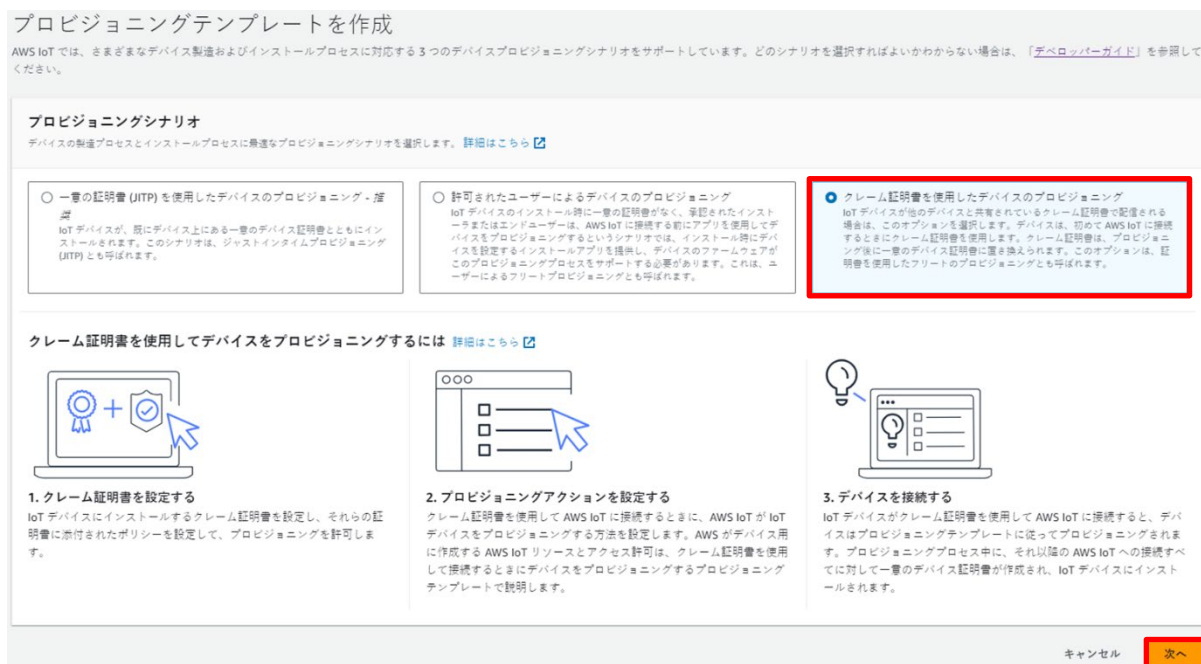 プロビジョニングテンプレートを作成
AWS IoT では、さまざまなデバイス製造およびインストールプロセスに対応する 3 つのデバイスプロビジョニングシナリオをサポートしています。どのシナリオを選択すればよいかわからない場合は、「デベロッパーガイド」を参照して
ください。
プロビジョニングシナリオ
デバイスの製造プロセスとインストールプロセスに最適なプロビジョニングシナリオを選択します。 詳細はこちら
一意の証明書 (JITP) を使用したデバイスのプロビジョニング - 推
奨
IoT デバイスが、既にデバイス上にある一意のデバイス証明書とともにイン
ストールされます。このシナリオは、ジャストインタイムプロビジョニング
(JITP) とも呼ばれます。
許可されたユーザーによるデバイスのプロビジョニング
IoT デバイスのインストール時に一意の証明書がなく、承認されたインスト
ーラまたはエンドユーザーは、AWS IoT に接続する前にアプリを使用してデ
バイスをプロビジョニングするというシナリオでは、インストール時にデバ
イスを設定するインストールアプリを提供し、デバイスのファームウェアが
このプロビジョニングプロセスをサポートする必要があります。これは、ユ
ーザーによるフリートプロビジョニングとも呼ばれます。
クレーム証明書を使用したデバイスのプロビジョニング
IoT デバイスが他のデバイスと共有されているクレーム証明書で配信される
場合は、このオプションを選択します。デバイスは、初めて AWS IoT に接続
するときにクレーム証明書を使用します。クレーム証明書は、プロビジョニ
ング後に一意のデバイス証明書に置き換えられます。このオプションは、証
明書を使用したフリートのプロビジョニングとも呼ばれます。
クレーム証明書を使用してデバイスをプロビジョニングするには 詳細はこちら
1. クレーム証明書を設定する
IoT デバイスにインストールするクレーム証明書を設定し、それらの証
明書に添付されたポリシーを設定して、プロビジョニングを許可しま
す。
2. プロビジョニングアクションを設定する
クレーム証明書を使用して AWS IoT に接続するときに、AWS IoT が IoT
デバイスをプロビジョニングする方法を設定します。AWS がデバイス用
に作成する AWS IoT リソースとアクセス許可は、クレーム証明書を使用
して接続するときにデバイスをプロビジョニングするプロビジョニング
テンプレートで説明します。
3. デバイスを接続する
IoT デバイスがクレーム証明書を使用して AWS IoT に接続すると、デバ
イスはプロビジョニングテンプレートに従ってプロビジョニングされま
す。プロビジョニングプロセス中に、それ以降の AWS IoT への接続すべ
てに対して一意のデバイス証明書が作成され、IoT デバイスにインスト
ールされます。
キャンセル 次へ